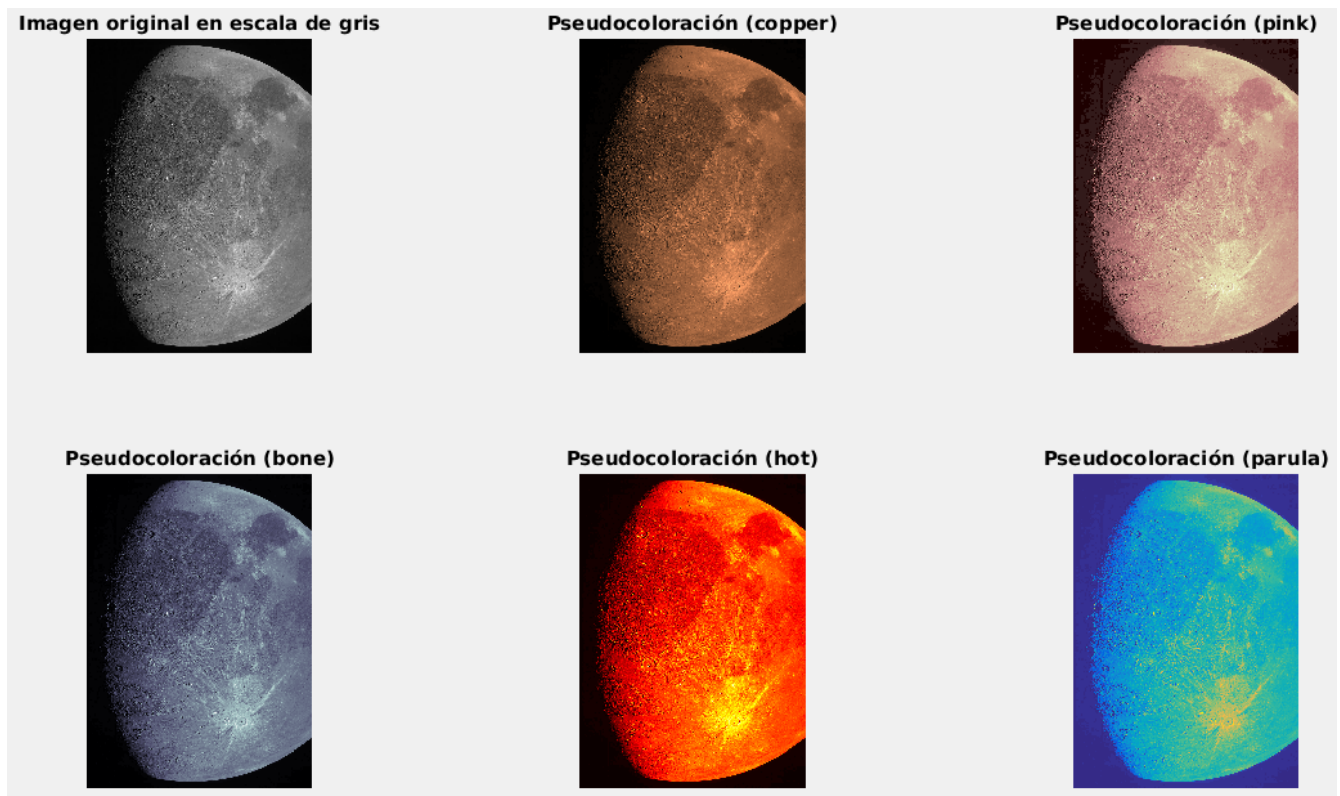 Imagen original en escala de gris
Pseudocoloración (copper)
Pseudocoloración (pink)
Pseudocoloración (bone)
Pseudocoloración (hot)
Pseudocoloración (parula)